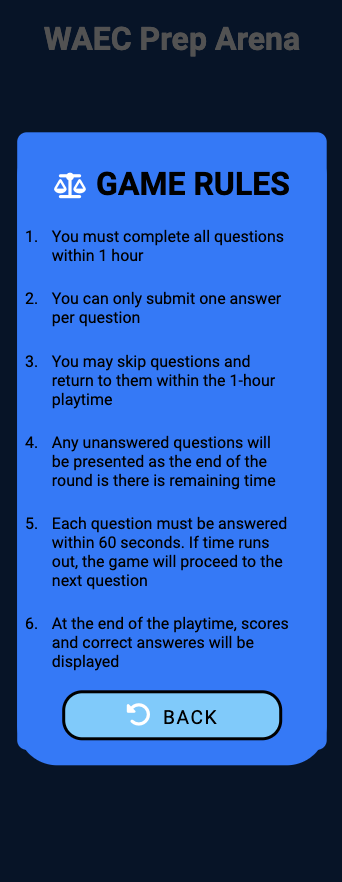 WAEC Prep Arena
GAME RULES
1. You must complete all questions
within 1 hour
2. You can only submit one answer
per question
3. You may skip questions and
return to them within the 1-hour
playtime
4. Any unanswered questions will
be presented as the end of the
round is there is remaining time
5. Each question must be answered
within 60 seconds. If time runs
out, the game will proceed to the
next question
6. At the end of the playtime, scores
and correct answeres will be
displayed
BACK